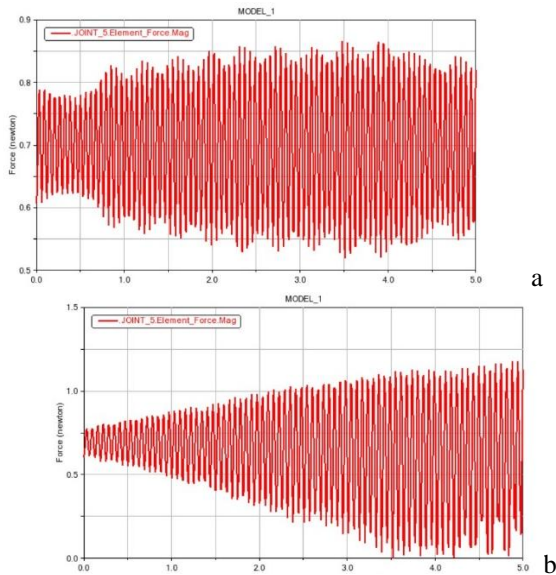 MODEL_1
0.9
JOINT_5.Element_Force.Mag
0.8
0.7
Force (newton)
0.6
0.5
0.0 1.0 2.0 3.0 4.0 5.0
a
MODEL_1
1.5
JOINT_5.Element_Force.Mag
1.0
Force (newton)
0.5
0.0
0.0 1.0 2.0 3.0 4.0 5.0
b